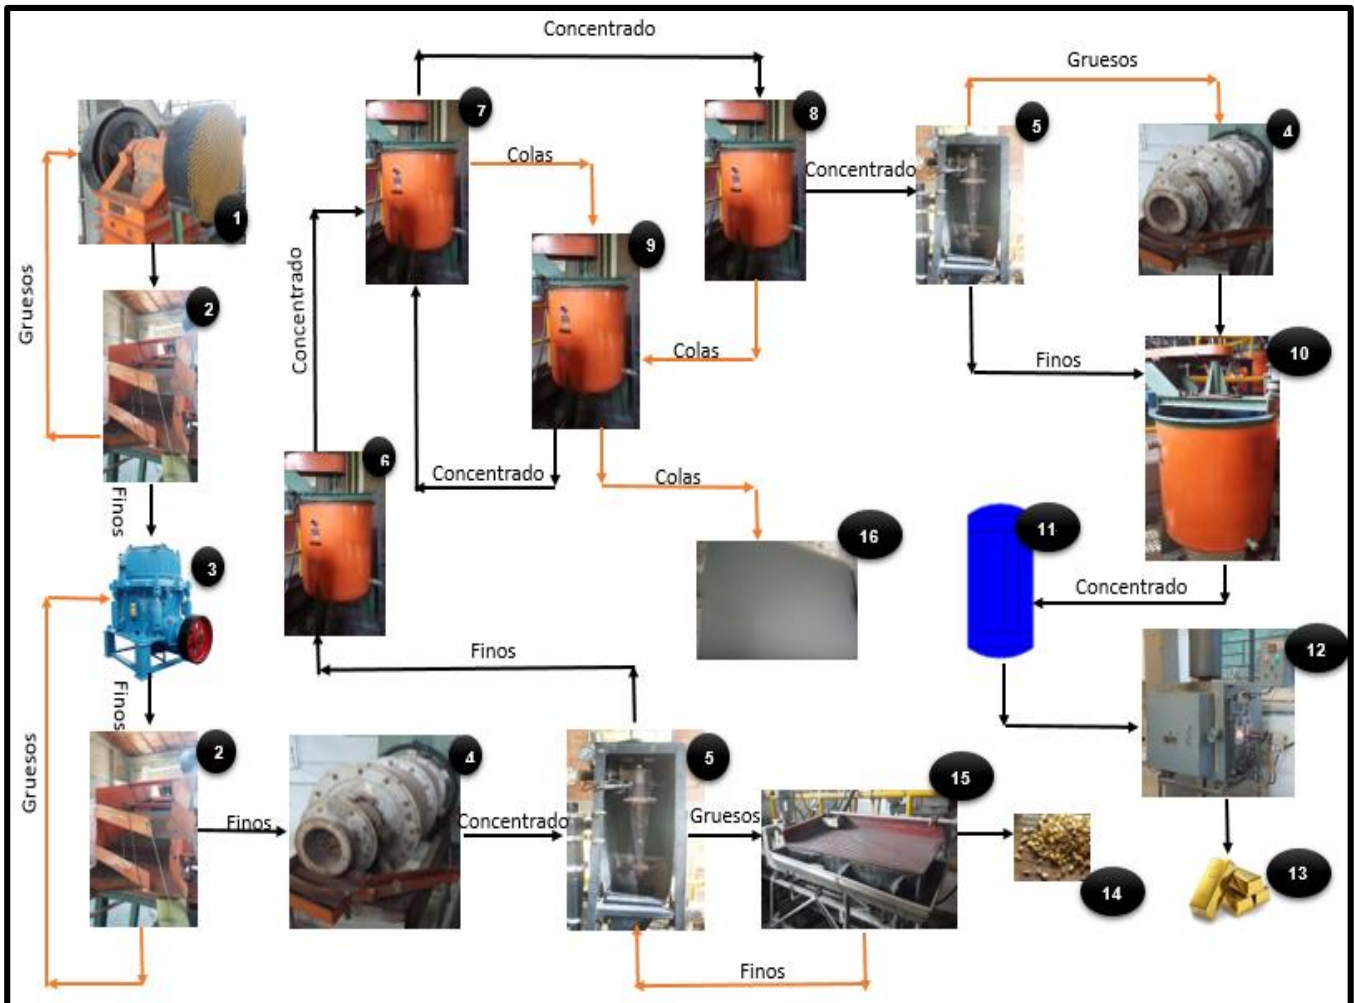 Concentrado
Gruesos
7
8
5
4
1
Colas
Concentrado
9
Gruesos
2
Concentrado
Colas
Finos
10
6
Concentrado
Colas
Finos
16
11
3
Concentrado
Finos
12
Finos
Gruesos
2
4
5
15
Finos
Concentrado
Gruesos
14
13
Finos